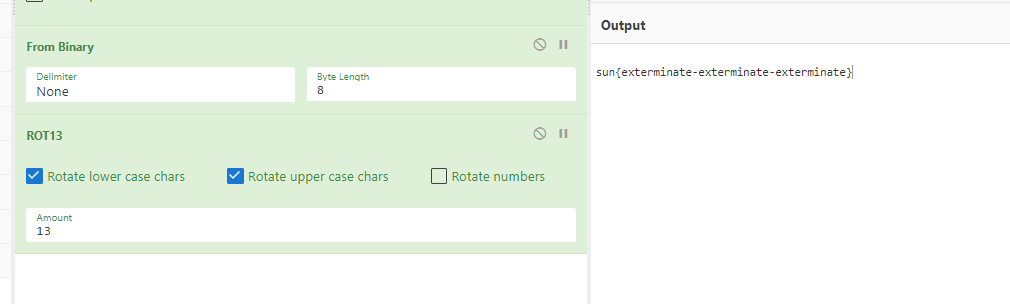 Output
From Binary
Delimiter
None
Byte Length
8
sun{exterminate-exterminate-exterminate}
ROT13
Rotate lower case chars
Rotate upper case chars
Rotate numbers
Amount
13